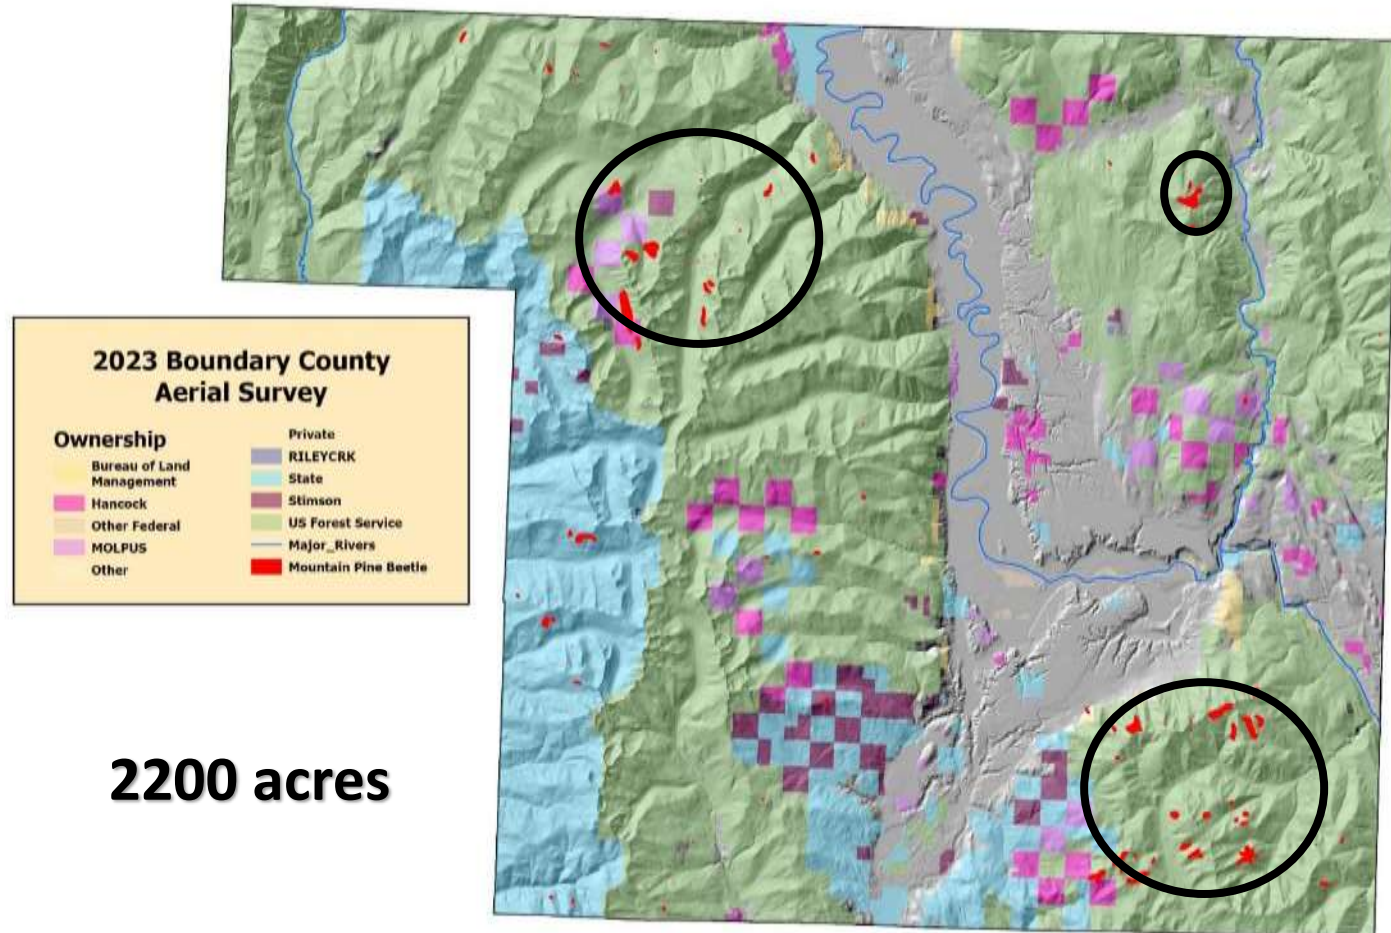 2023 Boundary County
Aerial Survey
Ownership
Bureau of Land
Management
Hancock
Other Federal
MOLPUS
Other
Private
RILEYCRK
State
Stimson
US Forest Service
Major_Rivers
Mountain Pine Beetle
2200 acres